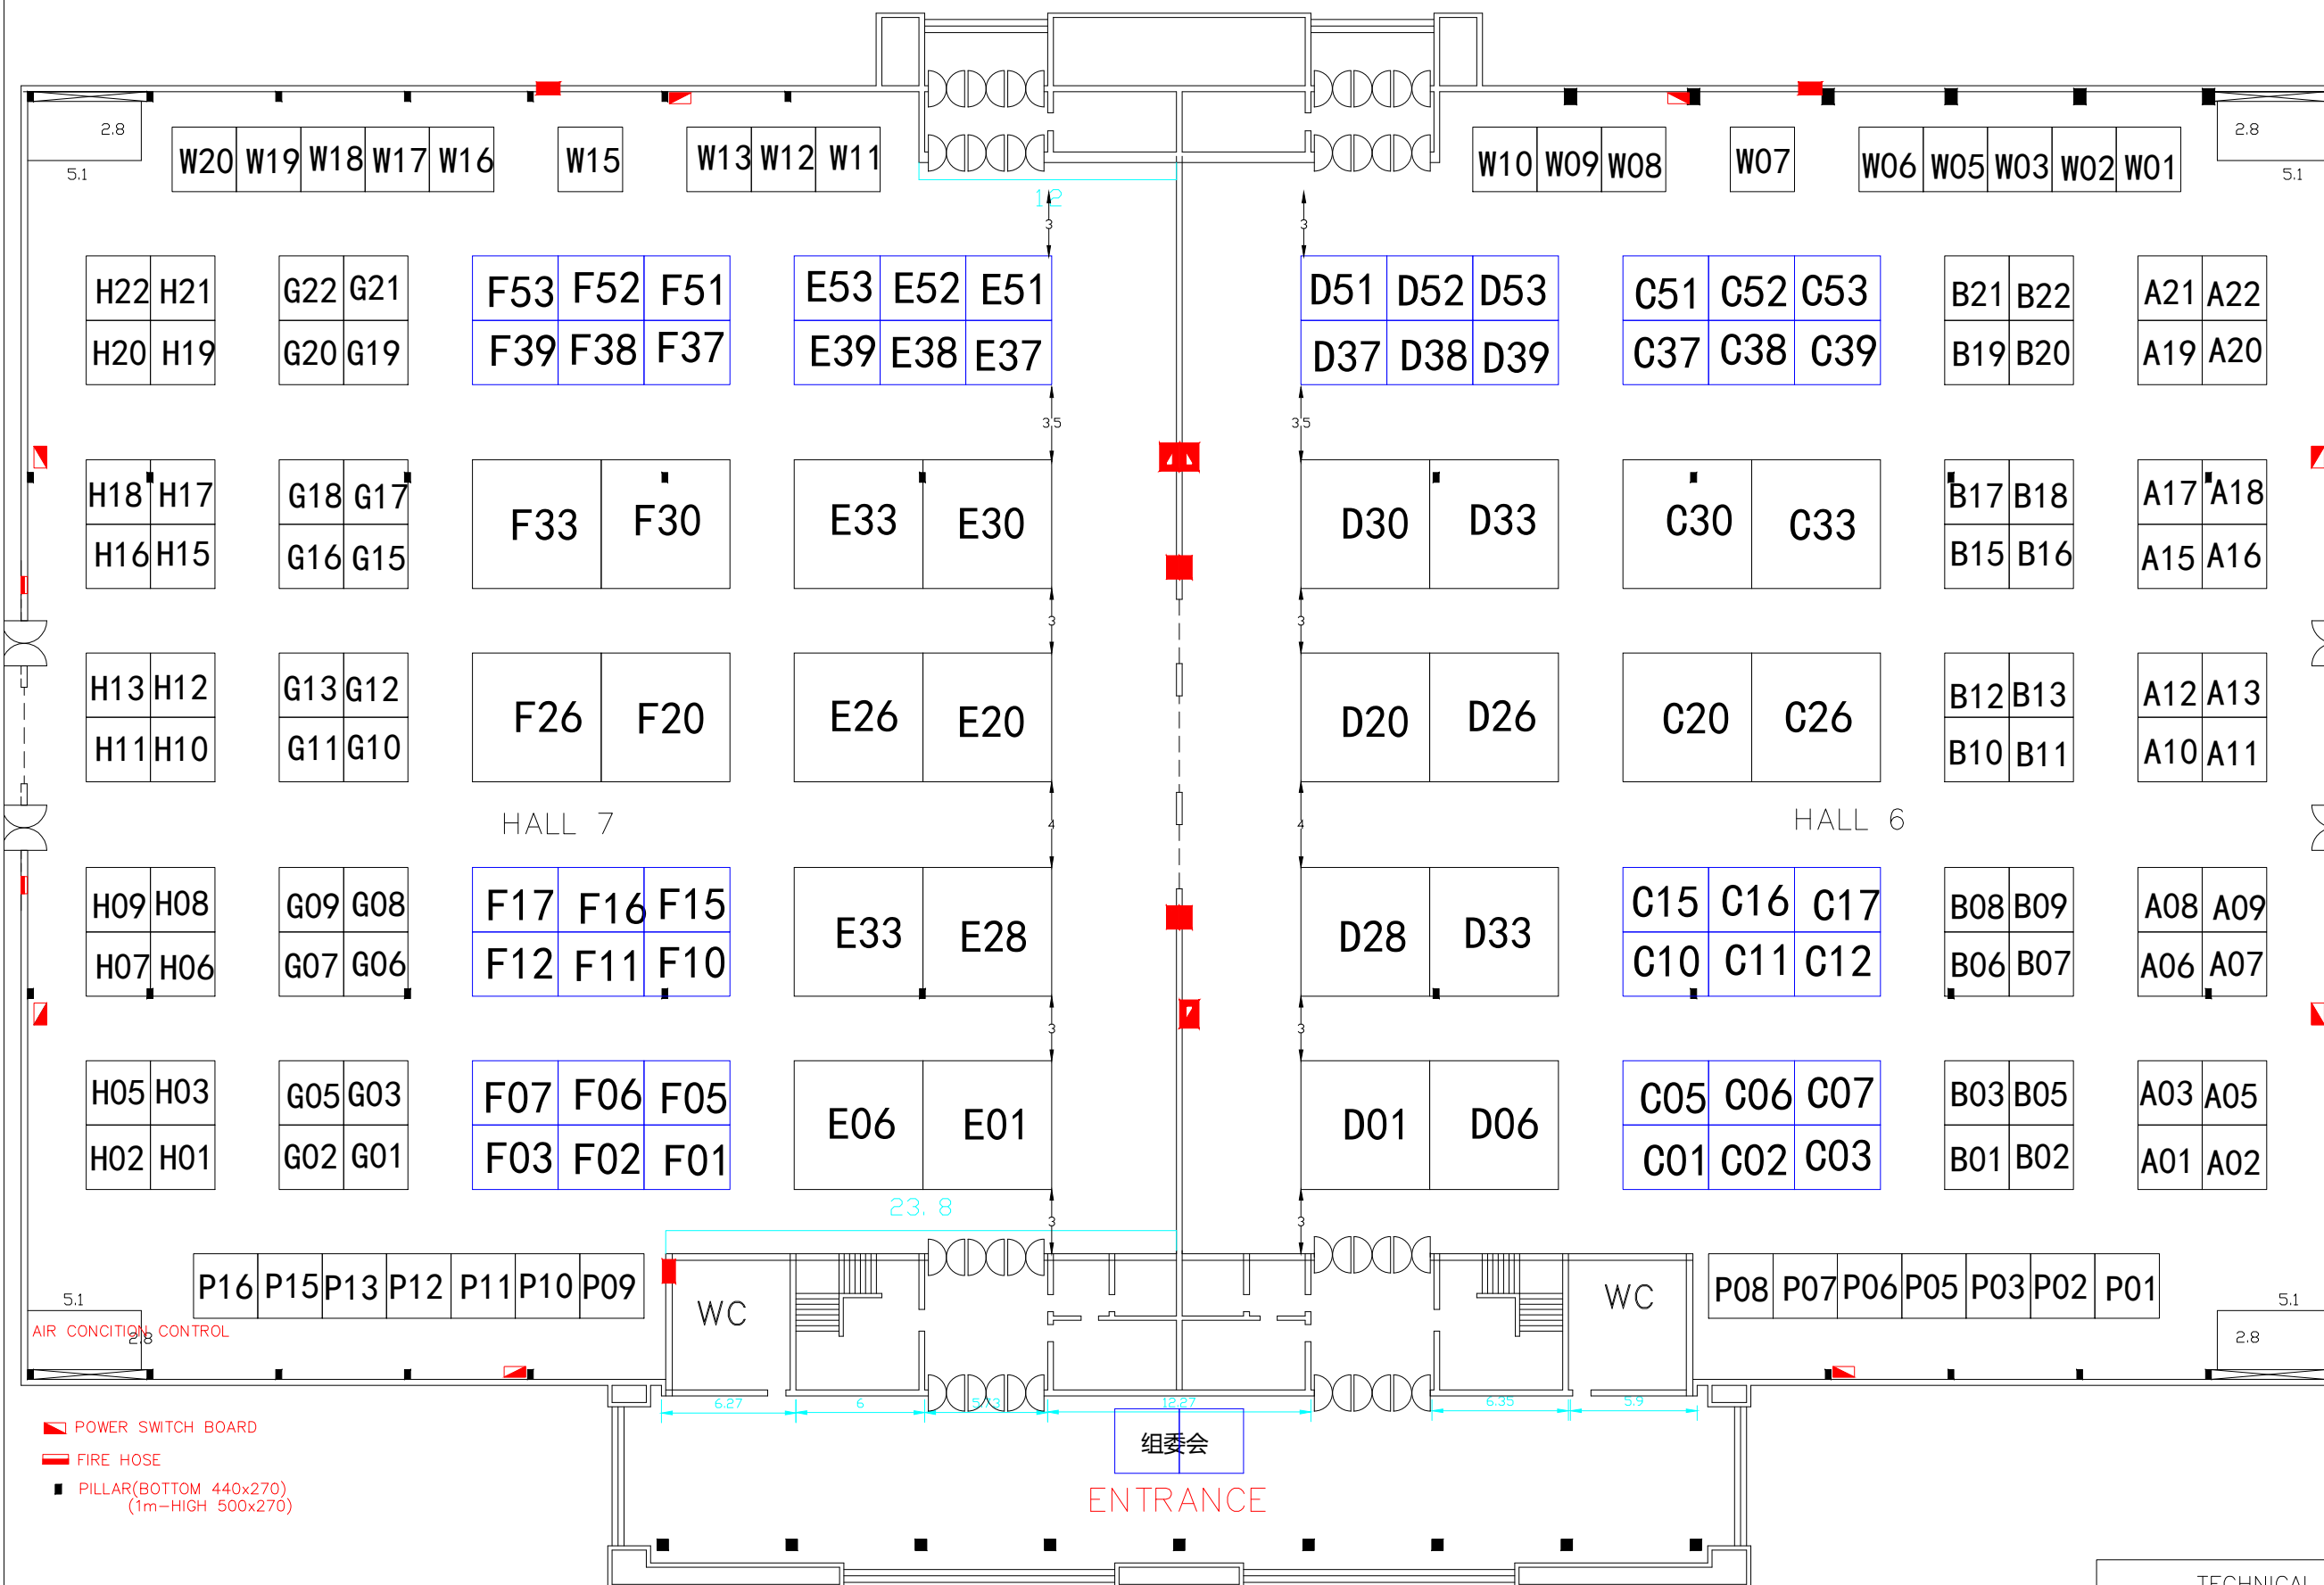 2.8
5.1
W20 W19 W18 W17 W16 W15 W13 W12 W11
W10 W09 W08 W07 W06 W05 W03 W02 W01
2.8
5.1
12
3 3
H22 H21 G22 G21 F53 F52 F51 E53 E52 E51 D51 D52 D53 C51 C52 C53 B21 B22 A21 A22
H20 H19 G20 G19 F39 F38 F37 E39 E38 E37 D37 D38 D39 C37 C38 C39 B19 B20 A19 A20
3.5 3.5
H18 H17 G18 G17 F33 F30 E33 E30 D30 D33 C30 C33 B17 B18 A17 A18
H16 H15 G16 G15 B15 B16 A15 A16
3 3
H13 H12 G13 G12 F26 F20 E26 E20 D20 D26 C20 C26 B12 B13 A12 A13
H11 H10 G11 G10 B10 B11 A10 A11
HALL 7
4 4
HALL 6
H09 H08 G09 G08 F17 F16 F15 E33 E28 D28 D33 C15 C16 C17 B08 B09 A08 A09
H07 H06 G07 G06 F12 F11 F10 C10 C11 C12 B06 B07 A06 A07
3 3
H05 H03 G05 G03 F07 F06 F05 E06 E01 D01 D06 C05 C06 C07 B03 B05 A03 A05
H02 H01 G02 G01 F03 F02 F01 C01 C02 C03 B01 B02 A01 A02
23.8
3 3
P16 P15 P13 P12 P11 P10 P09
WC
WC
P08 P07 P06 P05 P03 P02 P01
5.1
AIR CONCITION CONTROL
2.8
5.1
2.8
6.27 6 5.73 12.27 6.35 5.9
POWER SWITCH BOARD
FIRE HOSE
PILLAR(BOTTOM 440x270)
(1m-HIGH 500x270)
组委会
ENTRANCE
TECHNICAL